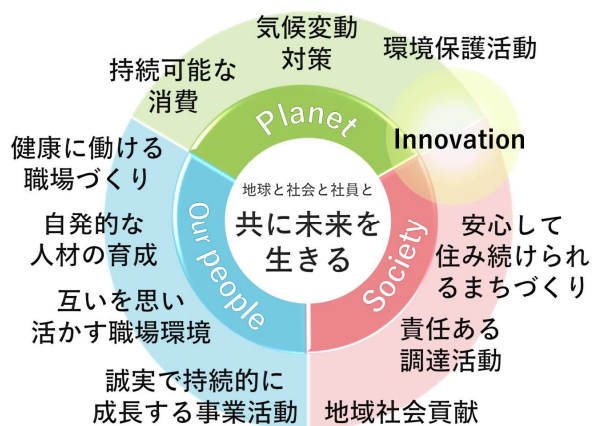 気候変動
対策
環境保護活動
持続可能な
消費
Planet
Innovation
健康に働ける
職場づくり
地球と社会と社員と
共に未来を
生きる
自発的な
人材の育成
Our people
Society
安心して
住み続けられ
るまちづくり
互いを思い
活かす職場環境
責任ある
調達活動
誠実で持続的に
成長する事業活動
地域社会貢献